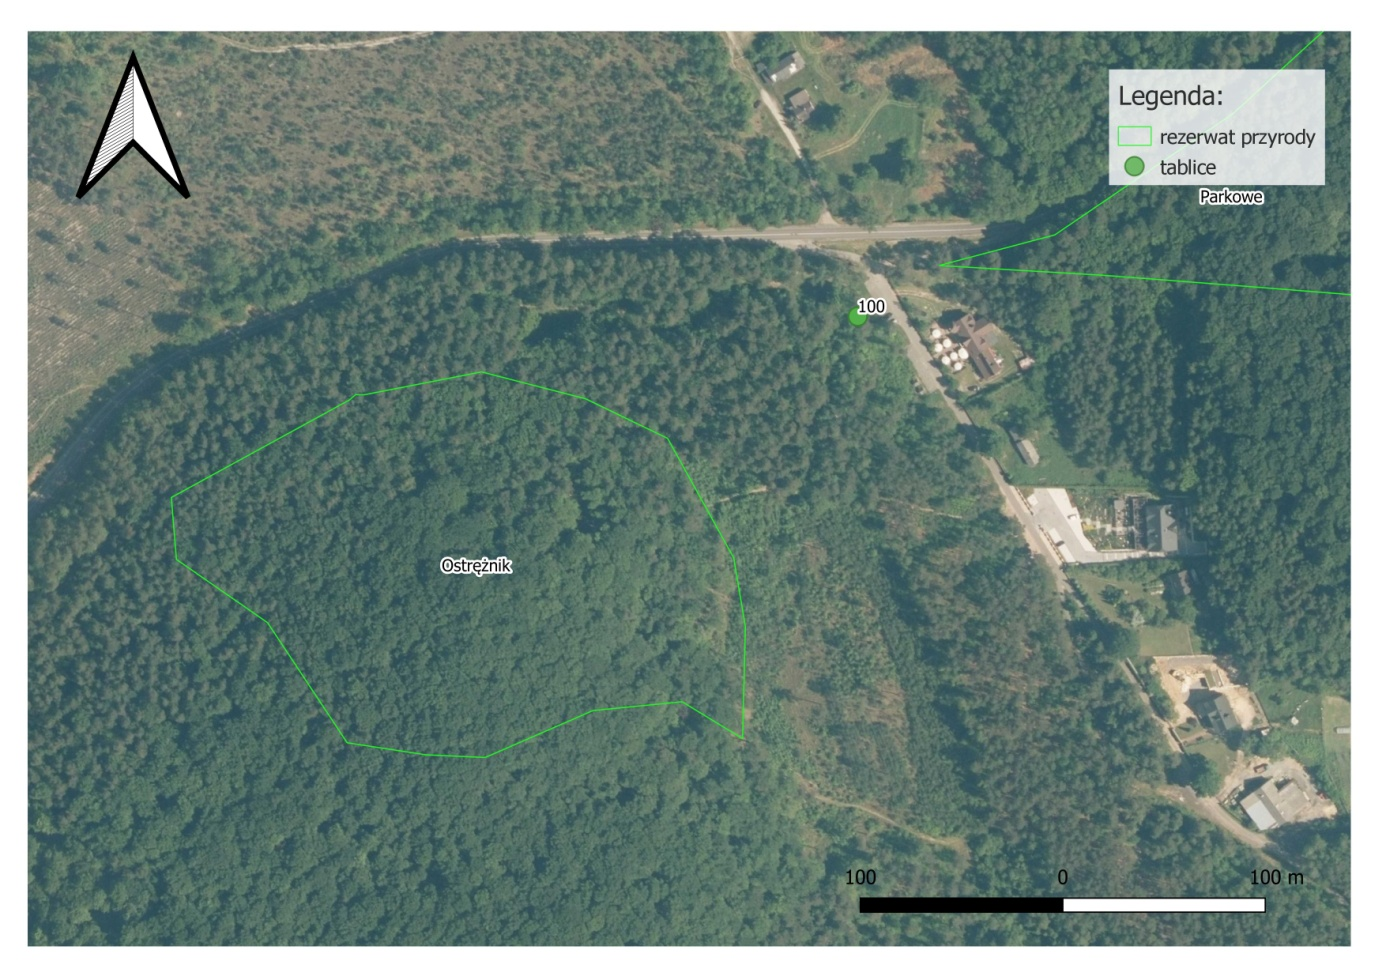 Legenda:
rezerwat przyrody
tablice
Parkowe
100
Ostrężnik
100 0 100 m